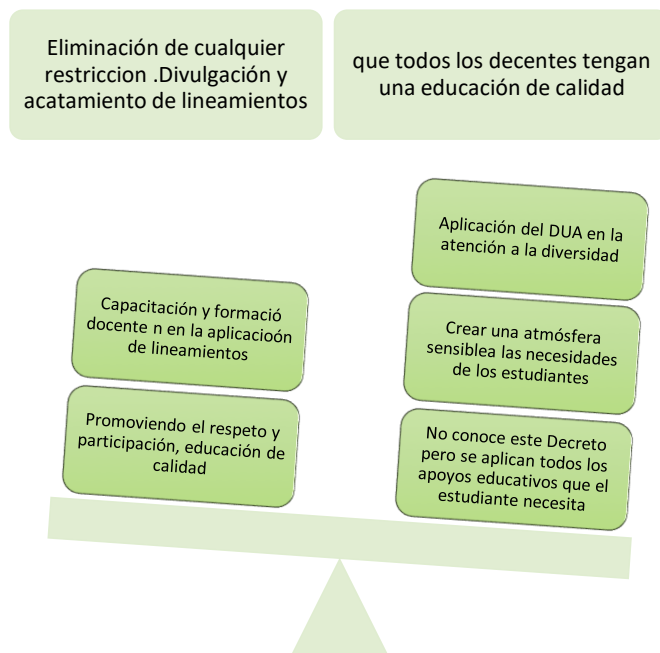 Eliminación de cualquier
restriccion .Divulgación y
acatamiento de lineamientos
que todos los decentes tengan
una educación de calidad
Aplicación del DUA en la
atención a la diversidad
Capacitación y formació
docente n en la aplicacioón
de lineamientos
Crear una atmósfera
sensiblea las necesidades
de los estudiantes
Promoviendo el respeto y
participación, educación de
calidad
No conoce este Decreto
pero se aplican todos los
apoyos educativos que el
estudiante necesita